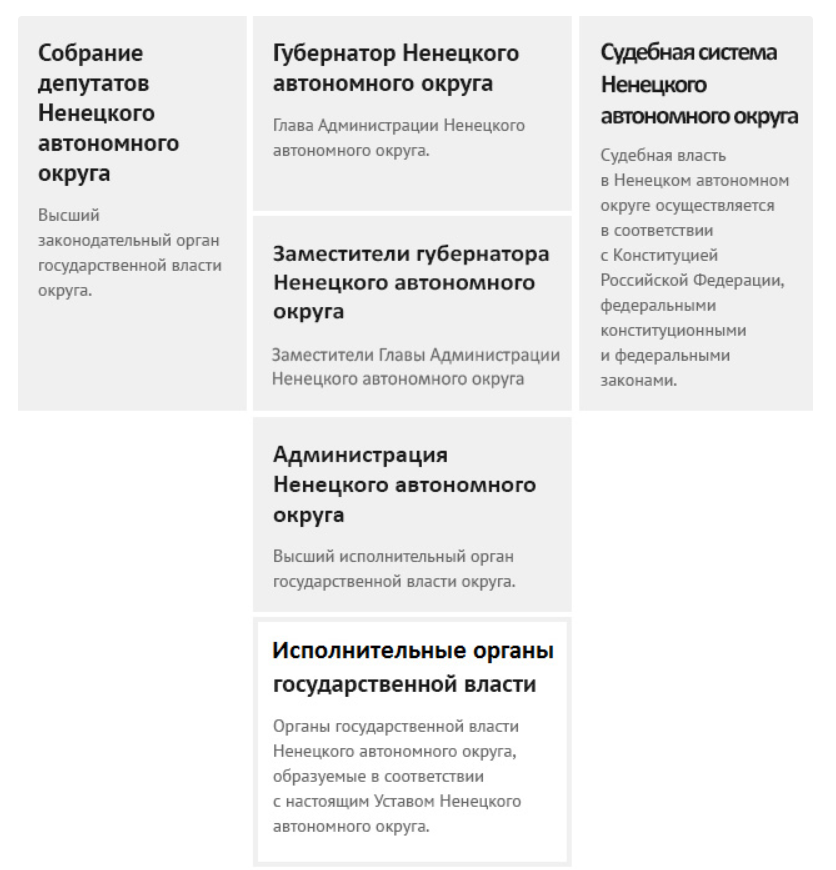 Собрание
депутатов
Ненецкого
автономного
округа
Высший
законодательный орган
государственной власти
округа.
Губернатор Ненецкого
автономного округа
Глава Администрации Ненецкого
автономного округа.
Заместители губернатора
Ненецкого автономного
округа
Заместители Главы Администрации
Ненецкого автономного округа
Администрация
Ненецкого автономного
округа
Высший исполнительный орган
государственной власти округа.
Исполнительные органы
государственной власти
Органы государственной власти
Ненецкого автономного округа,
образуемые в соответствии
с настоящим Уставом Ненецкого
автономного округа.
Судебная система
Ненецкого
автономного округа
Судебная власть
в Ненецком автономном
округе осуществляется
в соответствии
с Конституцией
Российской Федерации,
федеральными
конституционными
и федеральными
законами.